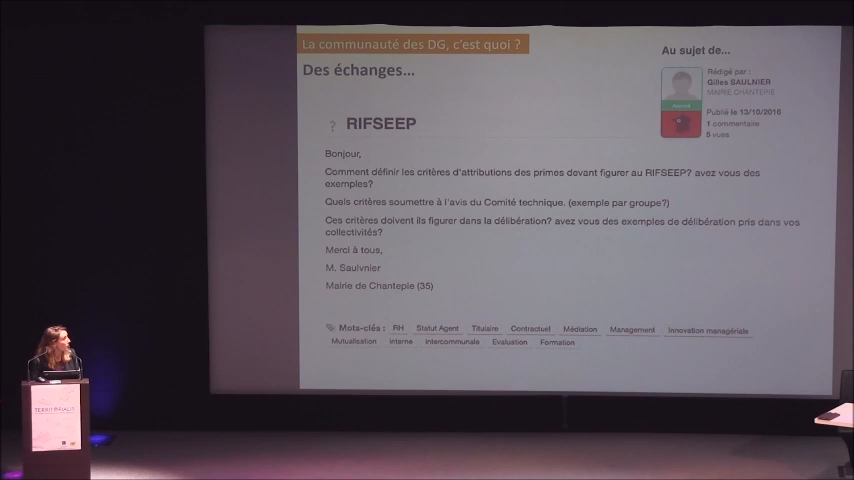 La communauté des DG, c'est quoi ?
Des échanges...
Au sujet de...
Rédigé par :
Gilles SAULNIER
MAIRIE CHANTEPIE
Publié le 13/10/2016
1 commentaire
5 vues
? RIFSEEP
Bonjour,
Comment définir les critères d'attributions des primes devant figurer au RIFSEEP? avez vous des
exemples?
Quels critères soumettre à l'avis du Comité technique. (exemple par groupe?)
Ces critères doivent ils figurer dans la délibération? avez vous des exemples de délibération pris dans vos
collectivités?
Merci à tous,
M. Saulvnier
Mairie de Chantepie (35)
Mots-clés : RH Statut Agent Titulaire Contractuel Médiation Management Innovation managériale
Mutualisation Interne Intercommunale Evaluation Formation
TERRITORIALIS